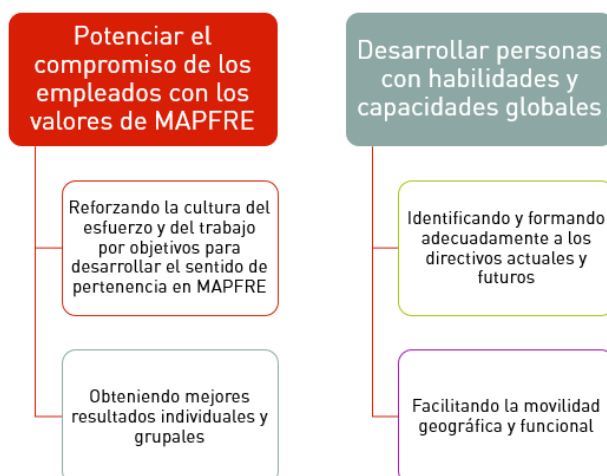 Potenciar el
compromiso de los
empleados con los
valores de MAPFRE
Reforzando la cultura del
esfuerzo y del trabajo
por objetivos para
desarrollar el sentido de
pertenencia en MAPFRE
Obteniendo mejores
resultados individuales y
grupales
Desarrollar personas
con habilidades y
capacidades globales
Identificando y formando
adecuadamente a los
directivos actuales y
futuros
Facilitando la movilidad
geográfica y funcional